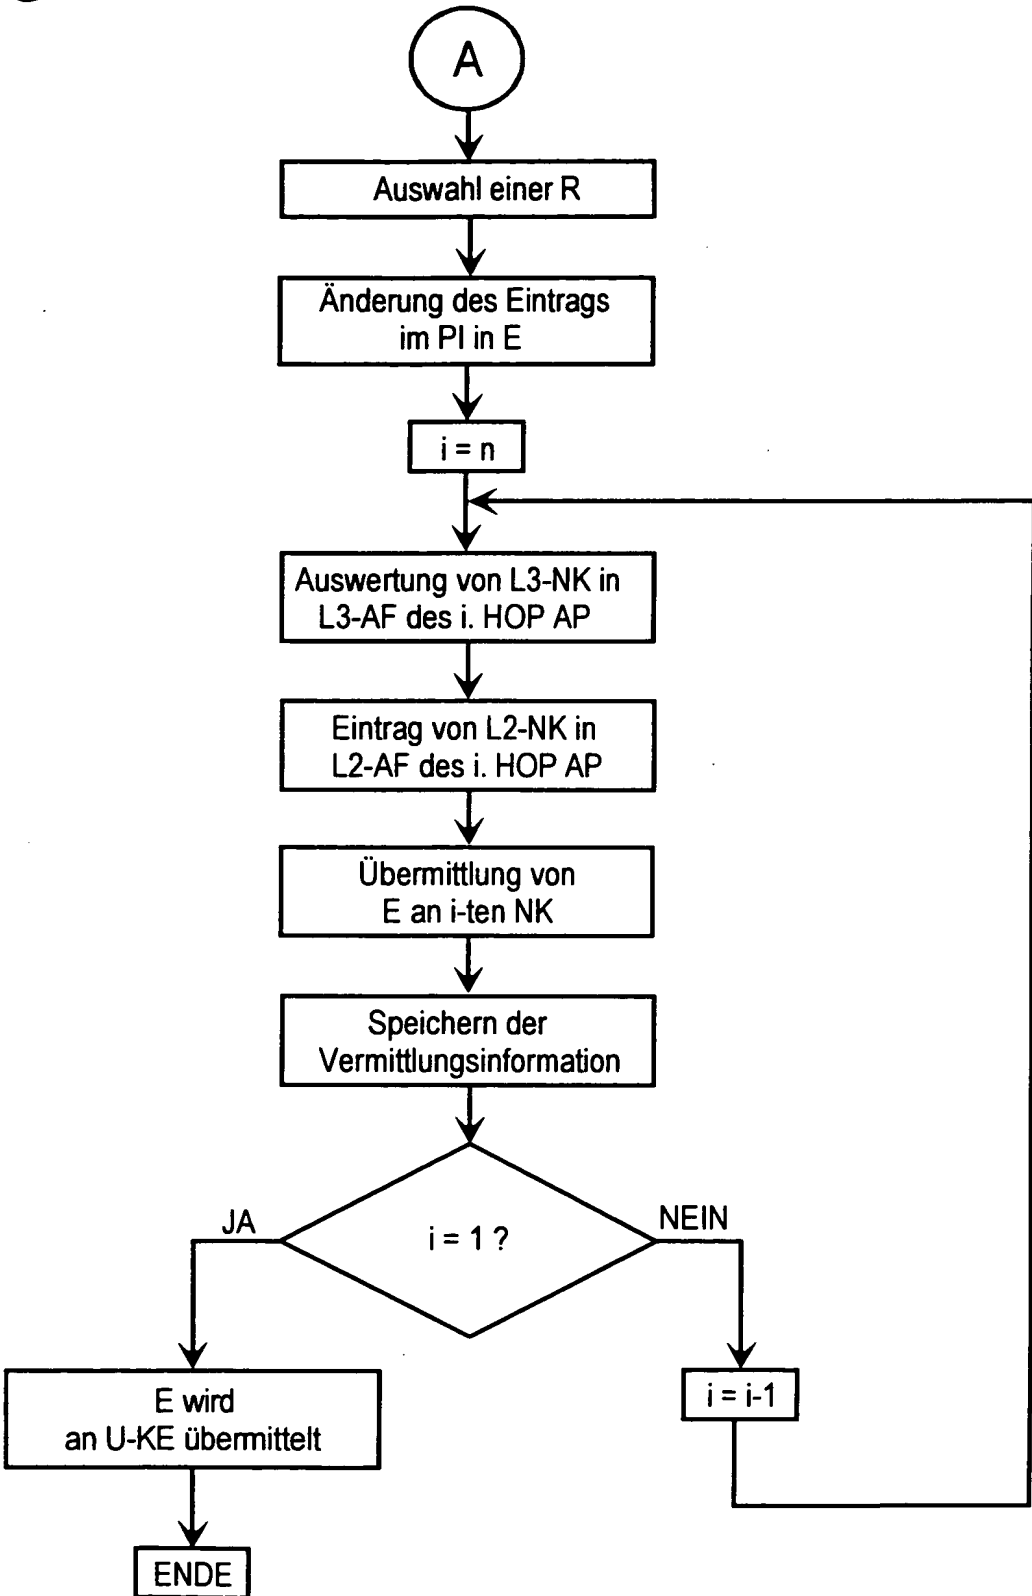 A
Auswahl einer R
Änderung des Eintrags
im PI in E
i = n
Auswertung von L3-NK in
L3-AF des i. HOP AP
Eintrag von L2-NK in
L2-AF des i. HOP AP
Übermittlung von
E an i-ten NK
Speichern der
Vermittlungsinformation
i = 1 ?
JA
NEIN
E wird
an U-KE übermittelt
i = i-1
ENDE